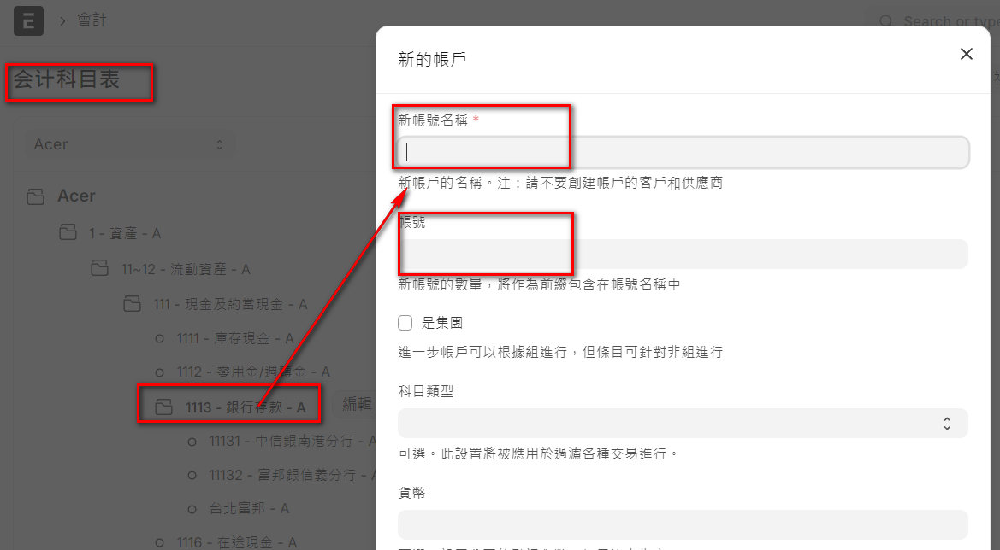 E
會計
Search or type
会计科目表
Acer
Acer
1 - 資產 - A
11~12 - 流動資產 - A
111 - 現金及約當現金 - A
1111 - 庫存現金 - A
1112 - 零用金/週轉金 - A
1113 - 銀行存款 - A
編輯
11131 - 中信銀南港分行 - A
11132 - 富邦銀信義分行 - A
台北富邦 - A
1116 - 在途現金 - A
新的帳戶
新帳號名稱 *
新帳戶的名稱。注：請不要創建帳戶的客戶和供應商
帳號
新帳號的數量，將作為前綴包含在帳號名稱中
是集團
進一步帳戶可以根據組進行，但條目可針對非組進行
科目類型
可選。此設置將被應用於過濾各種交易進行。
貨幣